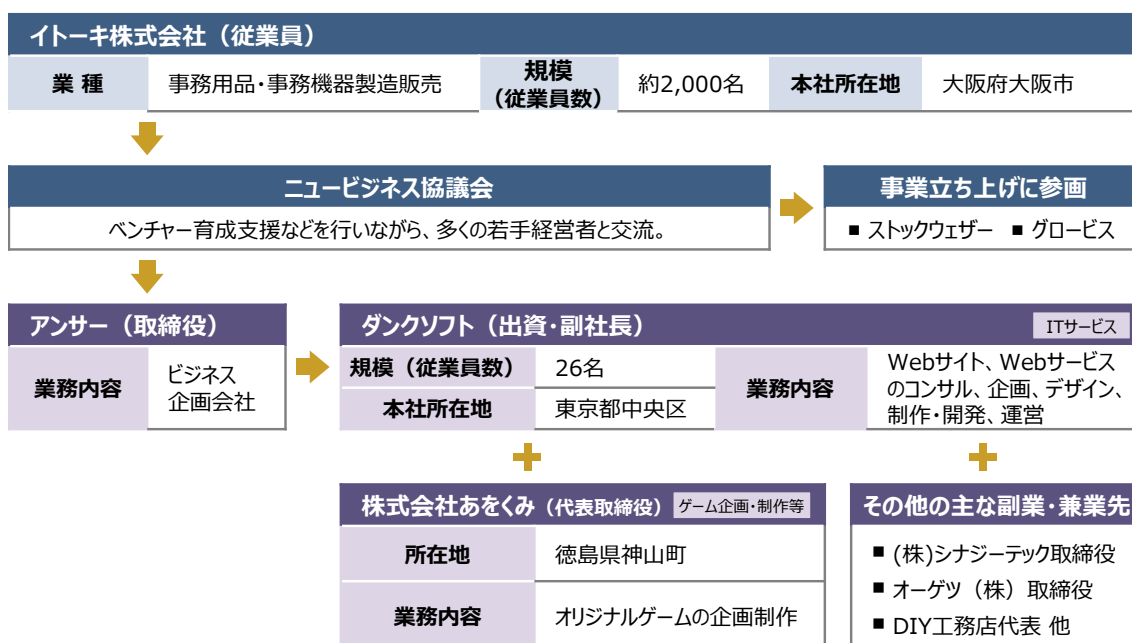 イトーキ株式会社（従業員）
業 種
事務用品・事務機器製造販売
規模
（従業員数）
約2,000名
本社所在地
大阪府大阪市
ニュービジネス協議会
ベンチャー育成支援などを行いながら、多くの若手経営者と交流。
事業立ち上げに参画
■ ストックウェザー ■ グロービス
アンサー（取締役）
業務内容
ビジネス
企画会社
ダンクソフト（出資・副社長）
ITサービス
規模（従業員数）
26名
本社所在地
東京都中央区
業務内容
Webサイト、Webサービス
のコンサル、企画、デザイン、
制作・開発、運営
株式会社あをくみ（代表取締役）
ゲーム企画・制作等
所在地
徳島県神山町
業務内容
オリジナルゲームの企画制作
その他の主な副業・兼業先
■ (株)シナジーテック取締役
■ オーゲツ（株）取締役
■ DIY工務店代表 他